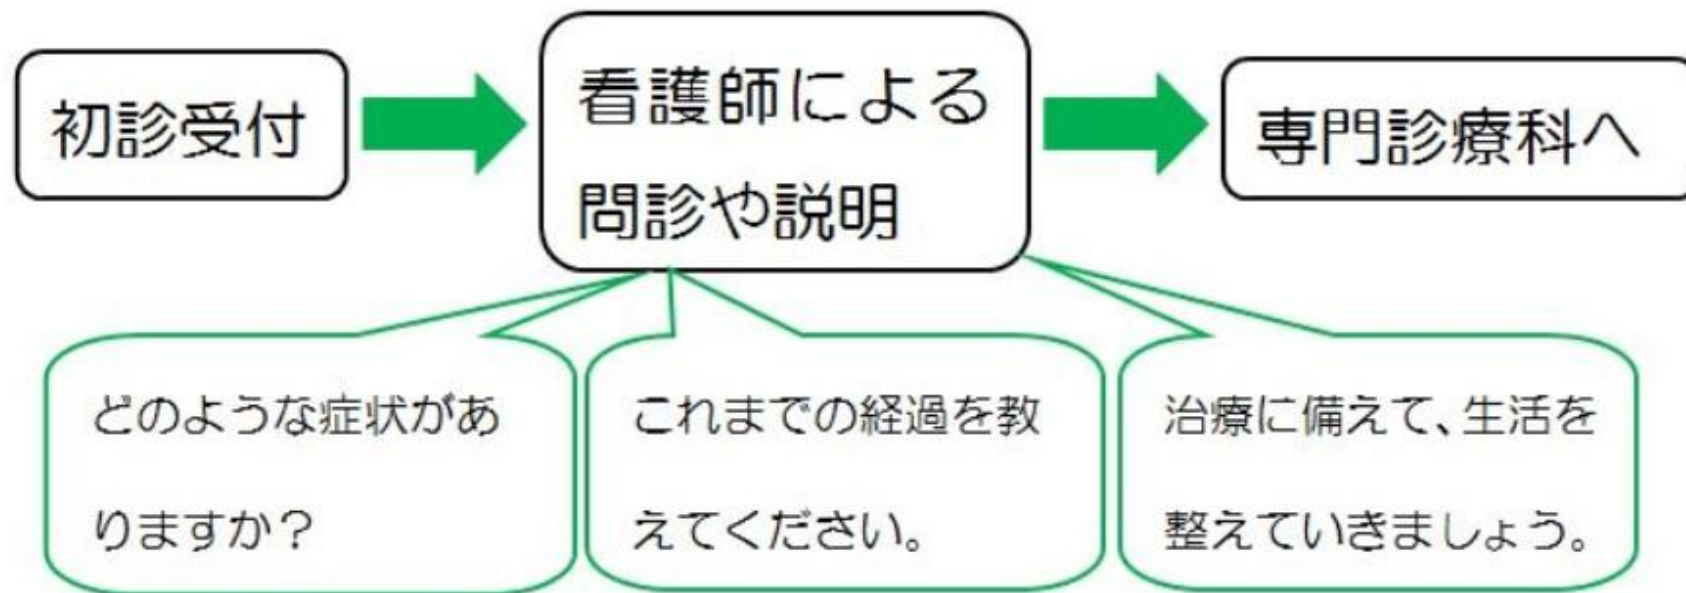 初診受付
看護師による
問診や説明
専門診療科へ
どのような症状があ
りますか？
これまでの経過を教
えてください。
治療に備えて、生活を
整えていきましょう。